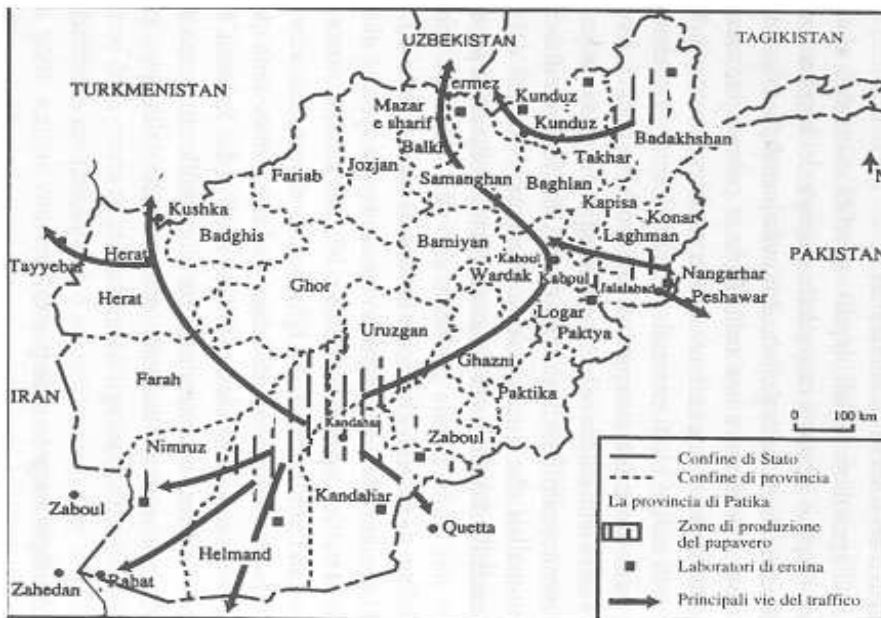 UZBEKISTAN
TAGIKISTAN
TURKMENISTAN
Termez
Mazar
e sharif
Balkh
Kunduz
Kunduz
Badakhshan
Takhar
Jozjan
Fariab
Samanghan
Baghlan
N
Kushka
Badghis
Kapisa
Konar
Laghman
Bamiyan
PAKISTAN
Tayyebat
Herat
Kaboul
Wardak
Kaboul
Nangarhar
Jalalabad
Peshawar
Herat
Ghor
Logar
Uruzgan
Paktya
Ghazni
Farah
Paktika
IRAN
Kandahar
0 100 km
Nimruz
Zaboul
Kandahar
Zaboul
Quetta
Helmand
Zahedan
Rabat
Confine di Stato
Confine di provincia
La provincia di Patika
Zone di produzione
del papavero
Laboratori di eroina
Principali vie del traffico